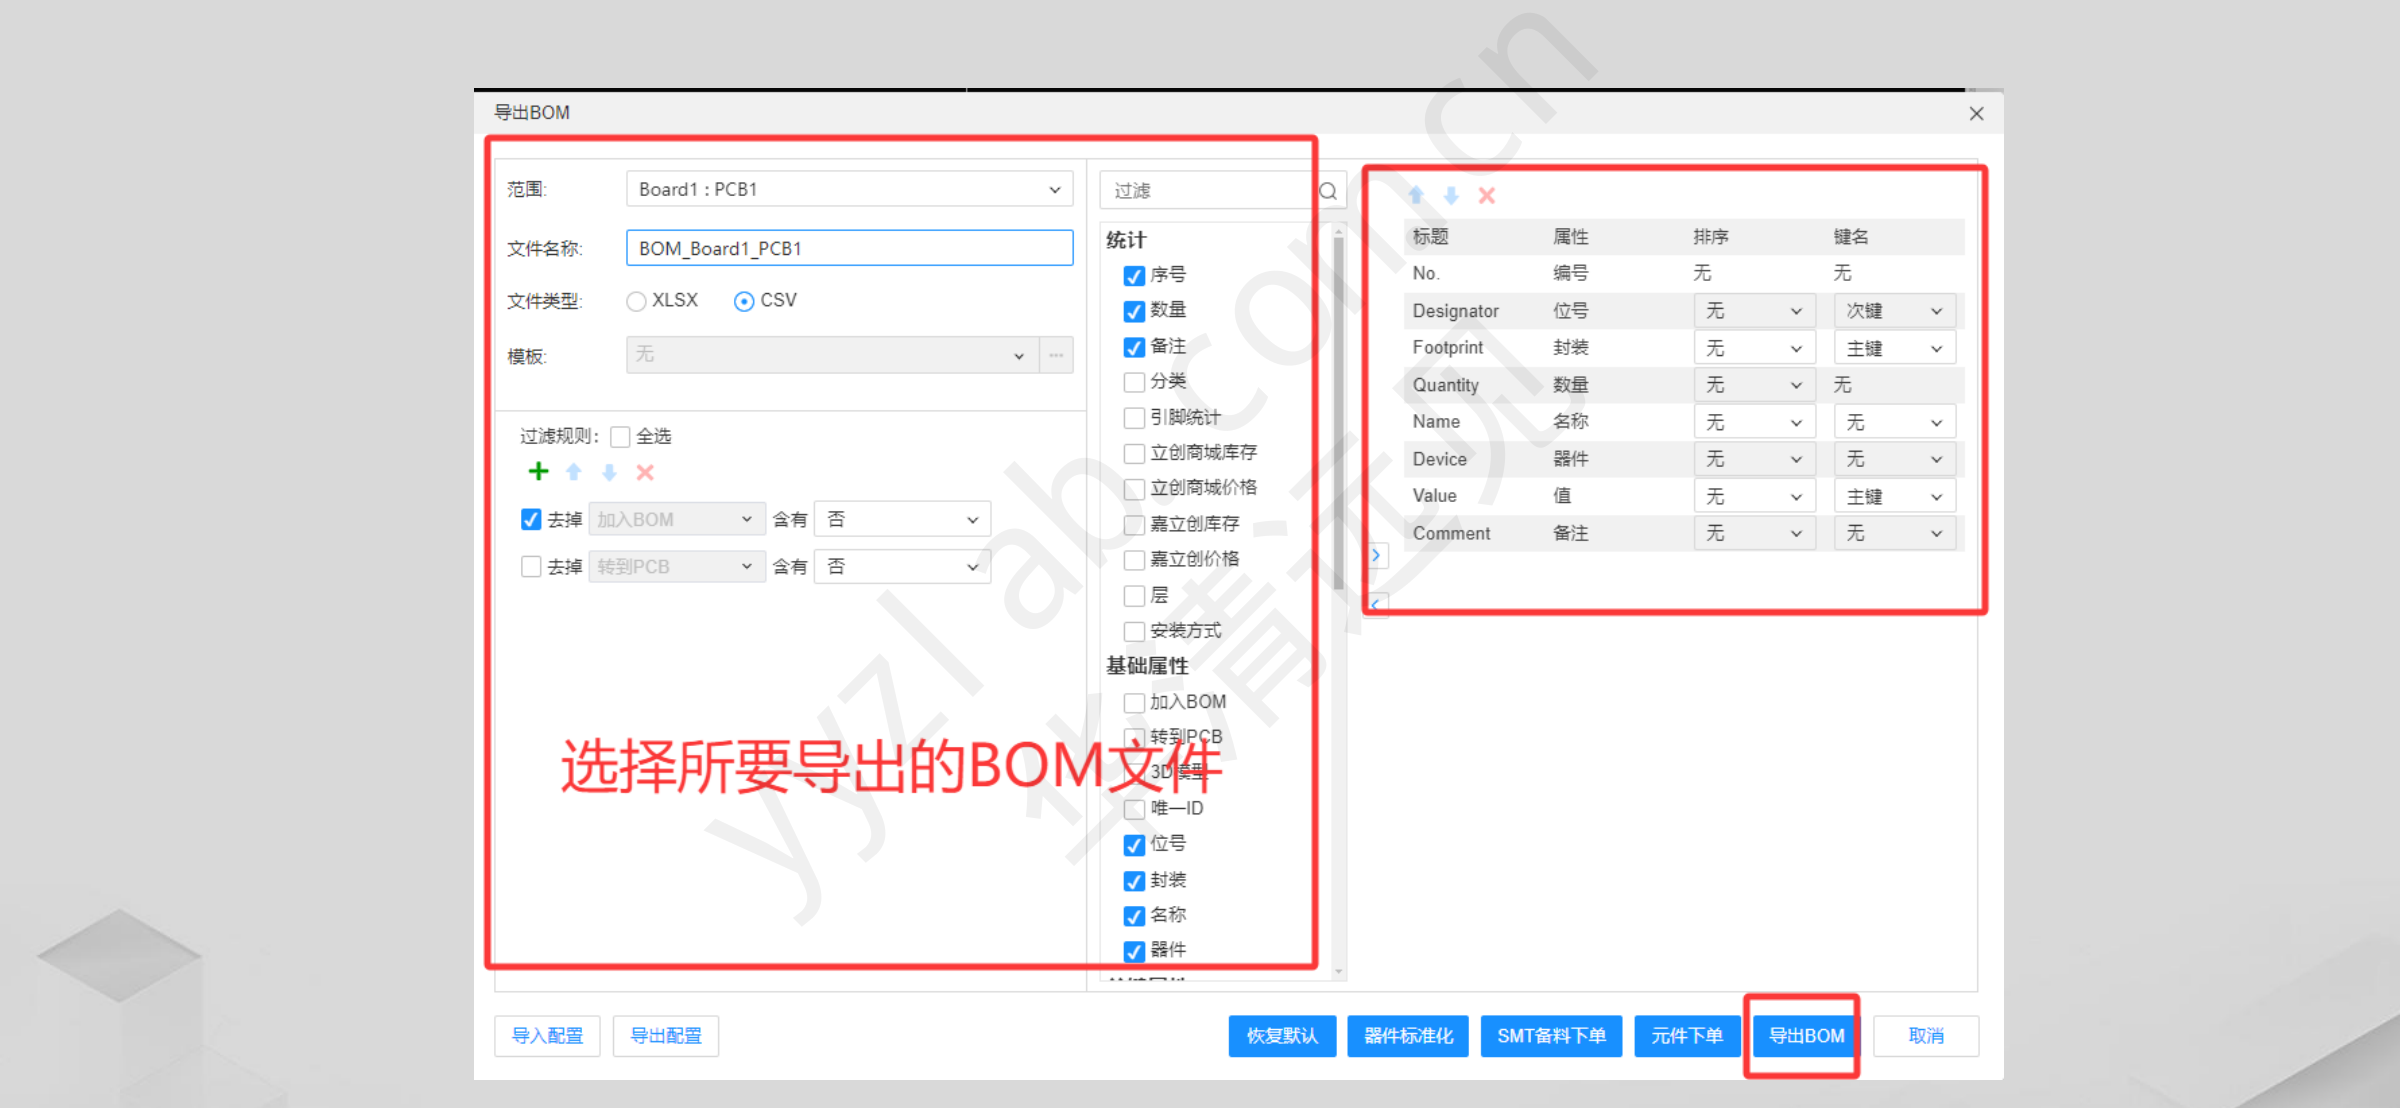 导出BOM
范围:
Board1 : PCB1
文件名称:
BOM_Board1_PCB1
文件类型:
XLSX
CSV
模板:
无
过滤规则：
全选
去掉 加入BOM 含有 否
去掉 转到PCB 含有 否
选择所要导出的BOM文件
过滤
统计
序号
数量
备注
分类
引脚统计
立创商城库存
立创商城价格
嘉立创库存
嘉立创价格
层
安装方式
基础属性
加入BOM
转到PCB
3D模型
唯一ID
位号
封装
名称
器件
标题 属性 排序 键名
No. 编号 无 无
Designator 位号 无 次键
Footprint 封装 无 主键
Quantity 数量 无 无
Name 名称 无 无
Device 器件 无 无
Value 值 无 主键
Comment 备注 无 无
导入配置
导出配置
恢复默认
器件标准化
SMT备料下单
元件下单
导出BOM
取消
yyzlab.com.cn
华清远见